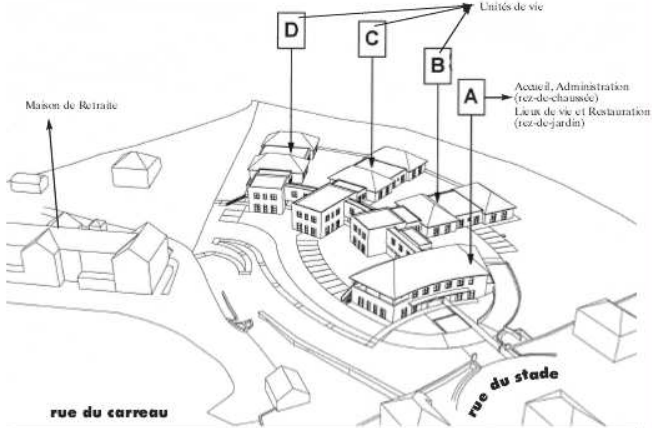 Unités de vie
D
C
B
A
Accueil, Administration
(rez-de-chaussée)
Lieux de vie et Restauration
(rez-de-jardin)
Maison de Retraite
rue du stade
rue du carreau